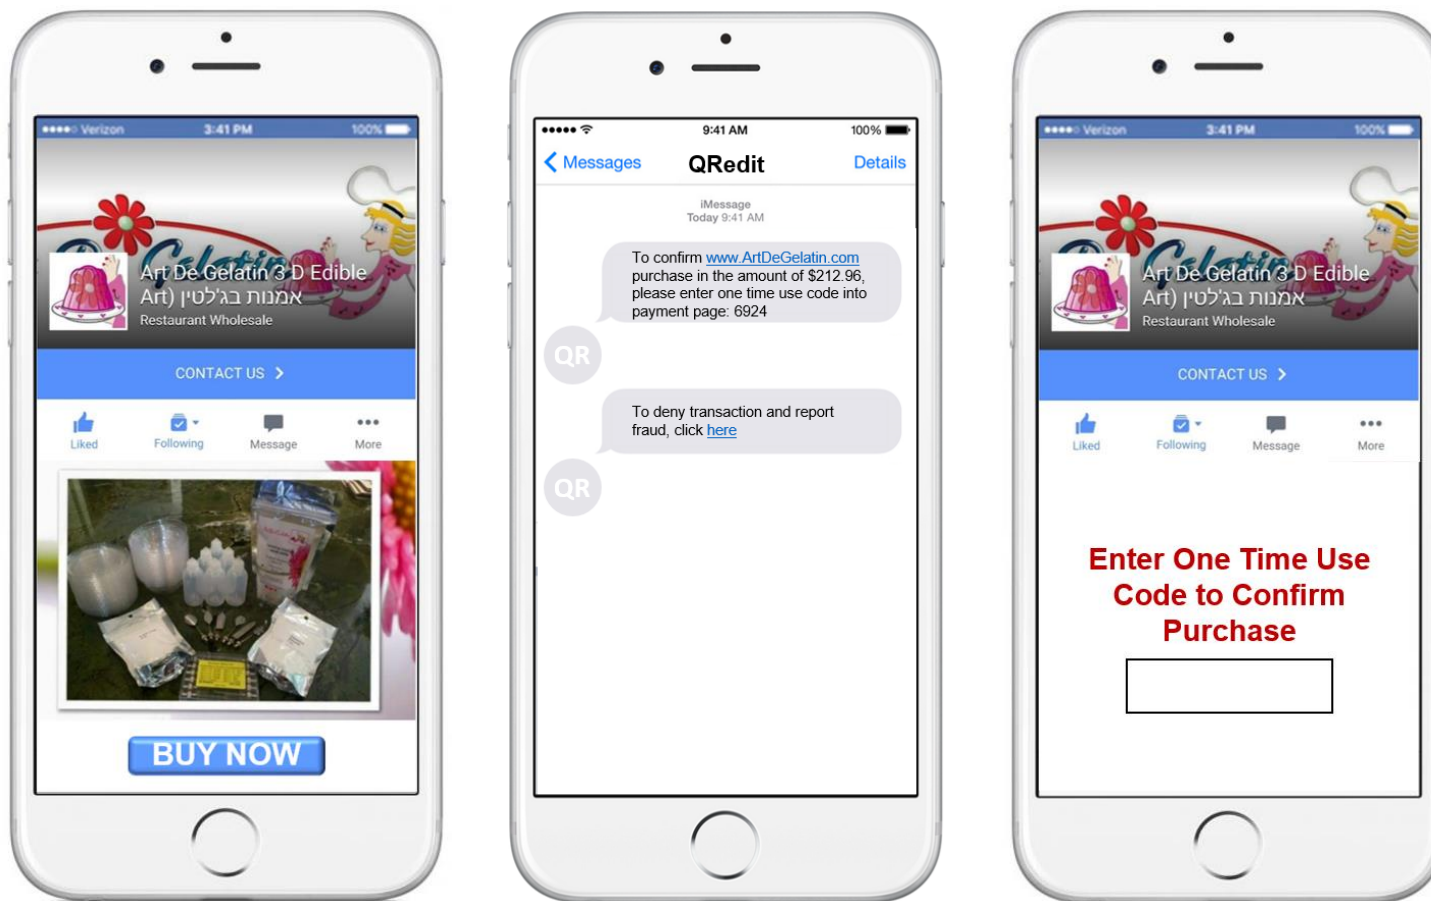 Verizon 3:41 PM 100%
Gelatin
Art De Gelatin 3 D Edible
Art) אמנות בג'לטין
Restaurant Wholesale
CONTACT US >
Liked Following Message More
BUY NOW
9:41 AM 100%
< Messages QRedit Details
iMessage
Today 9:41 AM
To confirm www.ArtDeGelatin.com
purchase in the amount of $212.96,
please enter one time use code into
payment page: 6924
QR
To deny transaction and report
fraud, click here
QR
Verizon 3:41 PM 100%
Gelatin
Art De Gelatin 3 D Edible
Art) אמנות בג'לטין
Restaurant Wholesale
CONTACT US >
Liked Following Message More
Enter One Time Use
Code to Confirm
Purchase